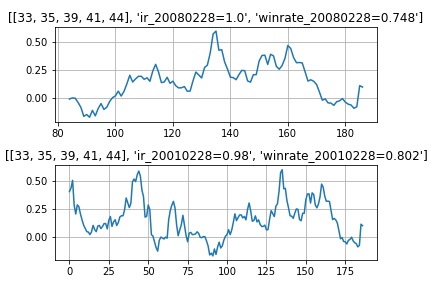 [[33, 35, 39, 41, 44], 'ir_20080228=1.0', 'winrate_20080228=0.748']
0.50
0.25
0.00
80 100 120 140 160 180
[[33, 35, 39, 41, 44], 'ir_20010228=0.98', 'winrate_20010228=0.802']
0.50
0.25
0.00
0 25 50 75 100 125 150 175